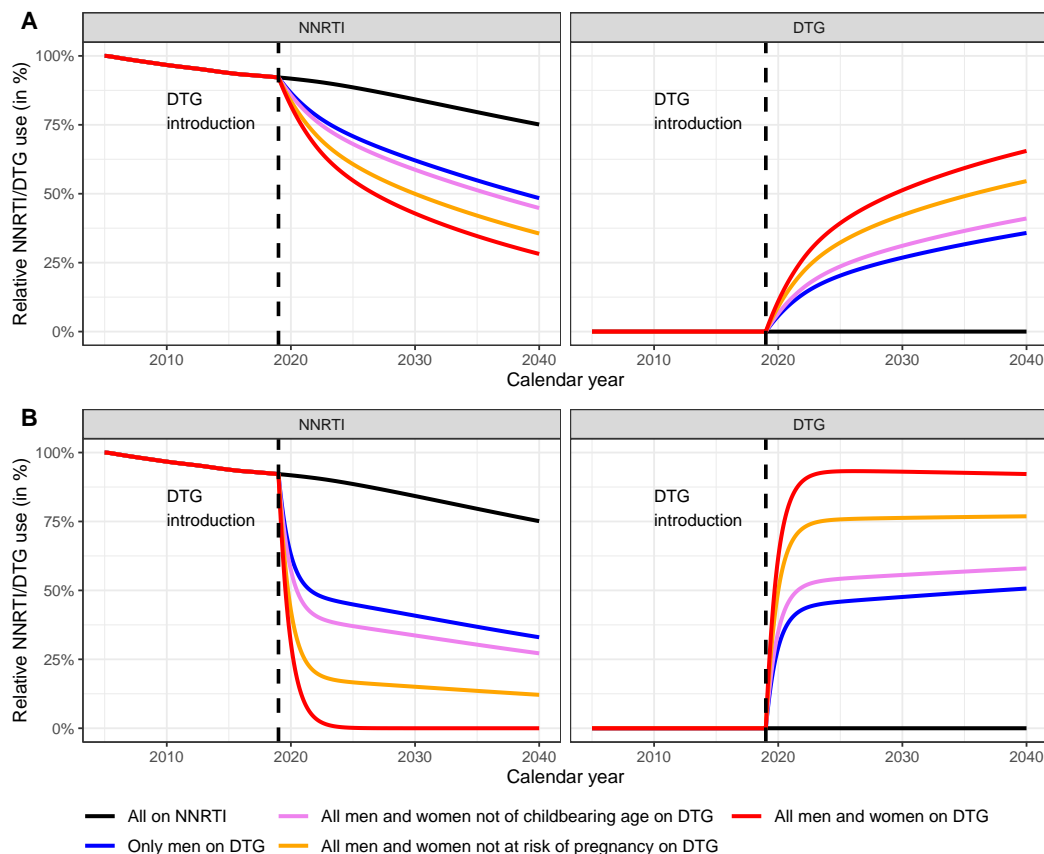 A
NNRTI
DTG
Relative NNRTI/DTG use (in %)
100%
75%
50%
25%
0%
DTG
introduction
DTG
introduction
2010
2020
2030
2040
2010
2020
2030
2040
Calendar year
B
NNRTI
DTG
Relative NNRTI/DTG use (in %)
100%
75%
50%
25%
0%
DTG
introduction
DTG
introduction
2010
2020
2030
2040
2010
2020
2030
2040
Calendar year
All on NNRTI
All men and women not of childbearing age on DTG
All men and women on DTG
Only men on DTG
All men and women not at risk of pregnancy on DTG